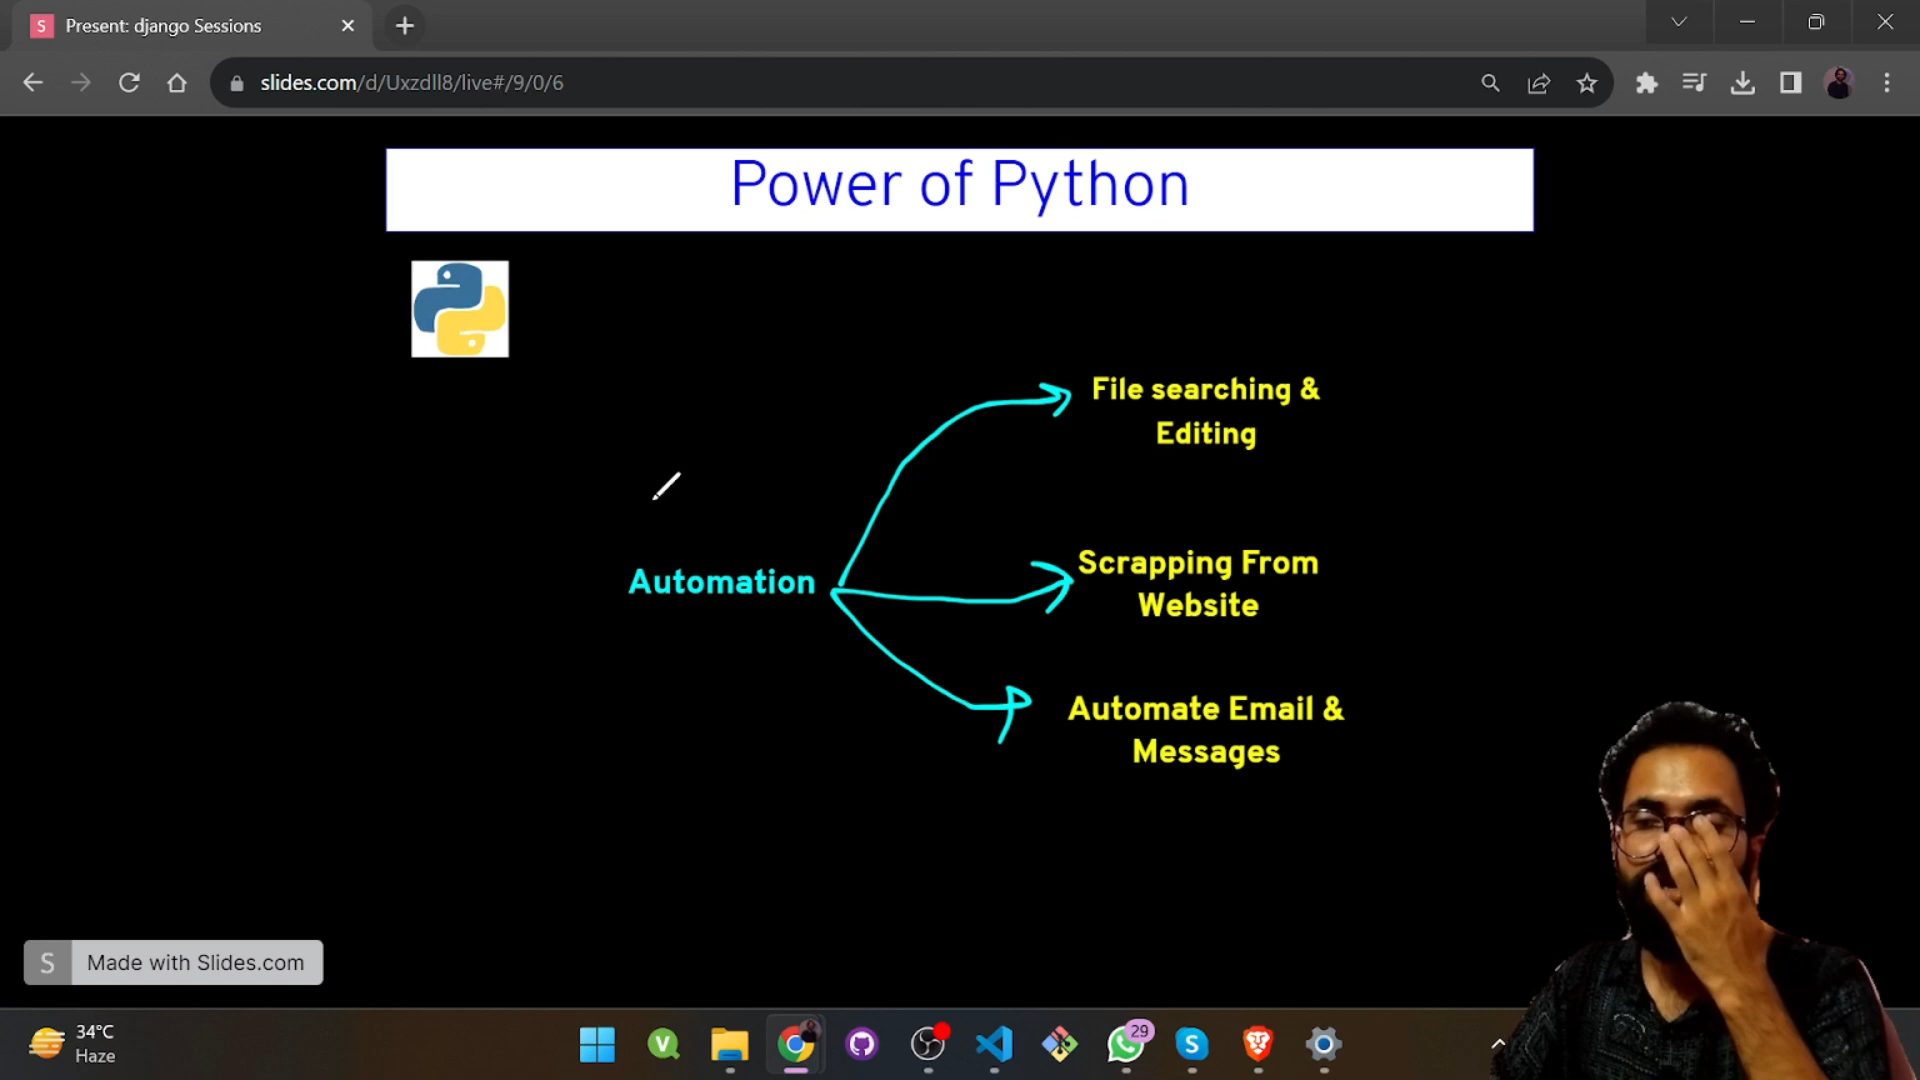 S Present: django Sessions
slides.com/d/Uxzdll8/live#/9/0/6
Power of Python
File searching &
Editing
Automation
Scrapping From
Website
Automate Email &
Messages
S Made with Slides.com
34°C
Haze
V
29
S